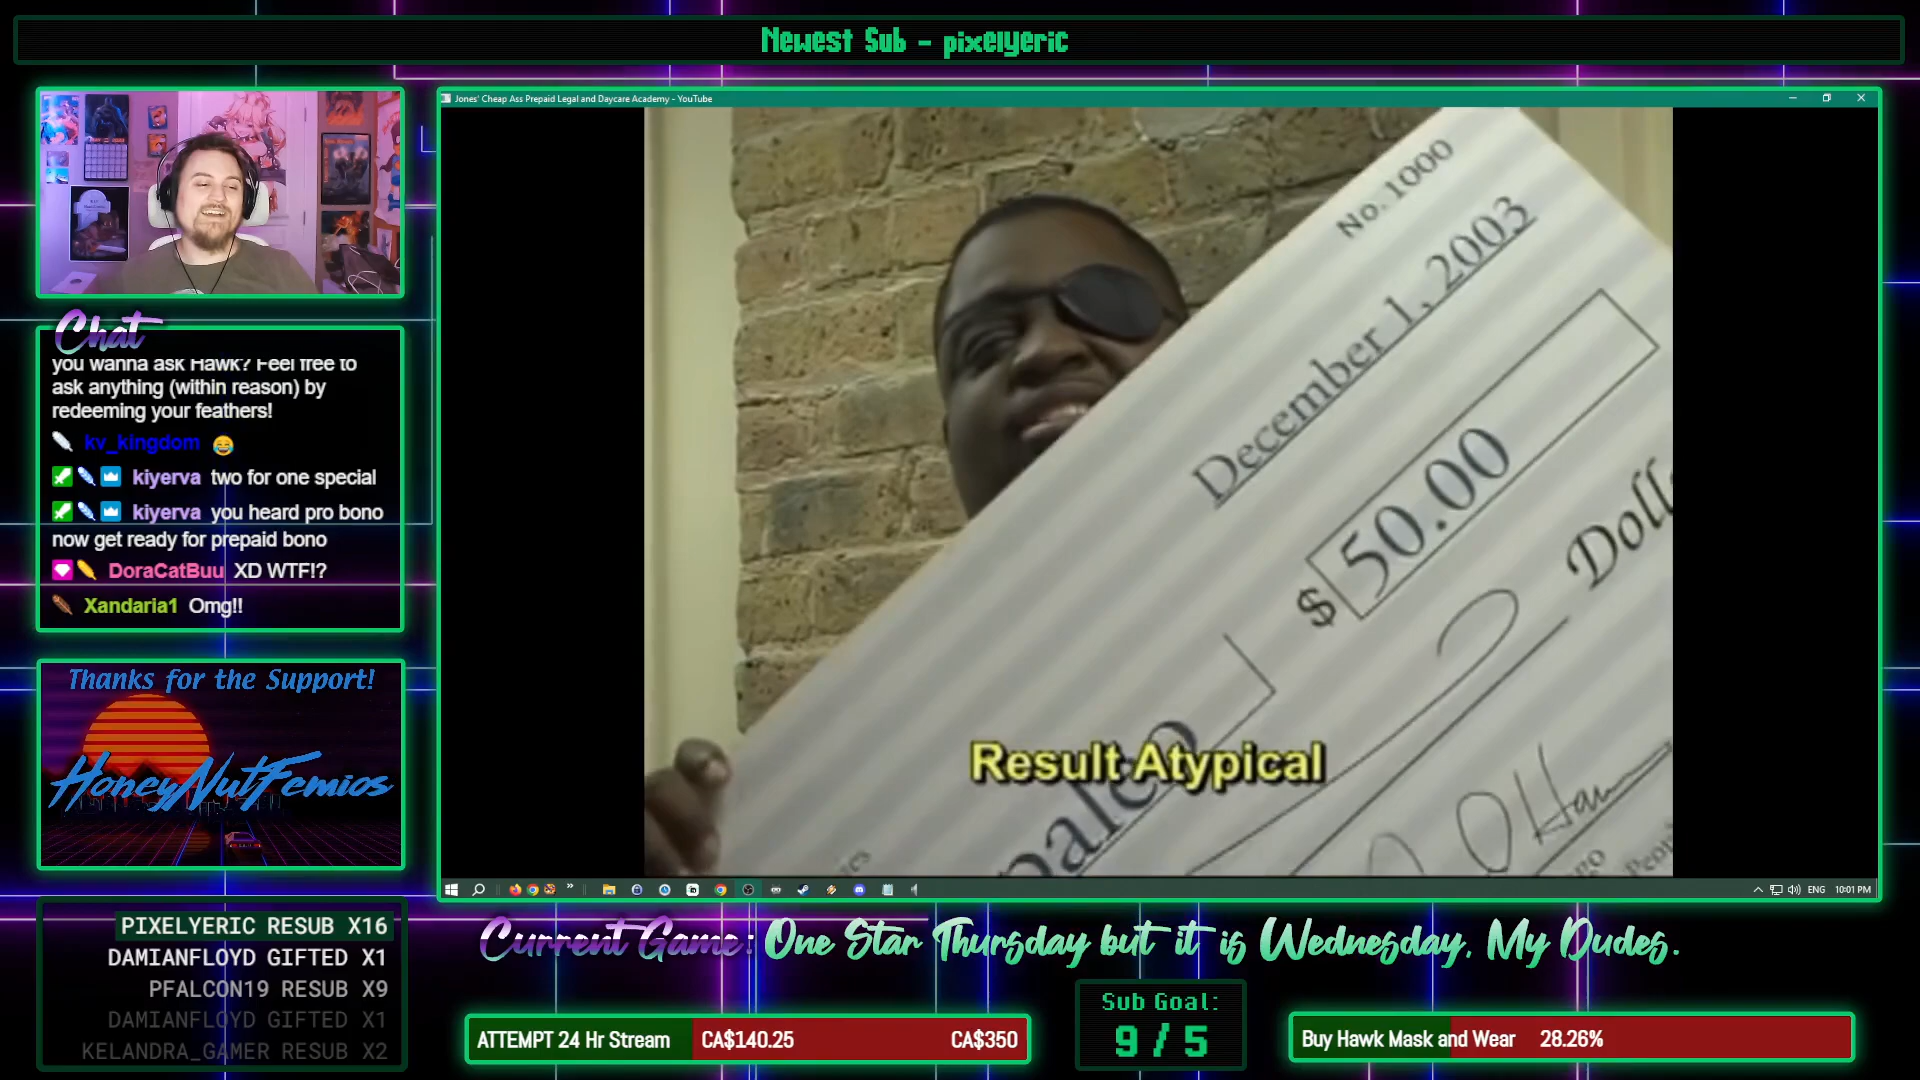 Newest Sub - pixelyeric
Jones' Cheap Ass Prepaid Legal and Daycare Academy - YouTube
No. 1000
December 1, 2003
$ 50.00
Doll
Result Atypical
Chat
you wanna ask Hawk? Feel free to
ask anything (within reason) by
redeeming your feathers!
kv_kingdom 😂
kiyerva two for one special
kiyerva you heard pro bono
now get ready for prepaid bono
DoraCatBuu XD WTF!?
Xandaria1 Omg!!
Thanks for the Support!
HoneyNutFemios
PIXELYERIC RESUB X16
DAMIANFLOYD GIFTED X1
PFALCON19 RESUB X9
DAMIANFLOYD GIFTED X1
KELANDRA_GAMER RESUB X2
ENG 10:01 PM
Current Game: One Star Thursday but it is Wednesday, My Dudes.
ATTEMPT 24 Hr Stream CA$140.25 CA$350
Sub Goal:
9 / 5
Buy Hawk Mask and Wear 28.26%